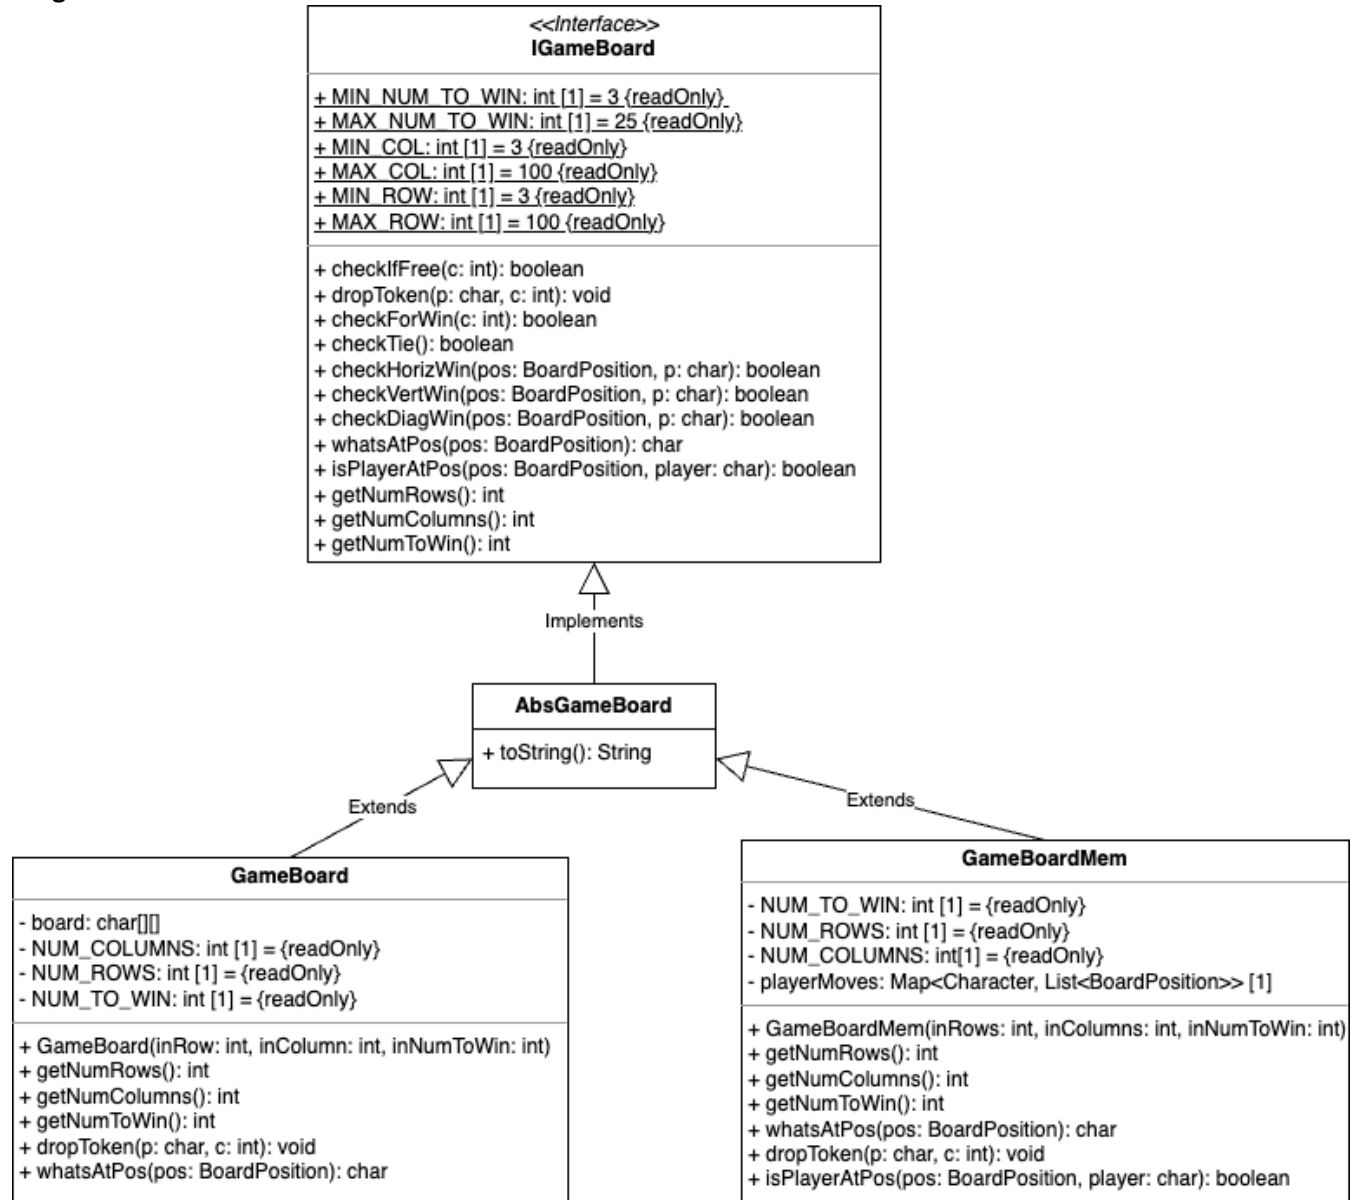 <<Interface>>
IGameBoard
+ MIN_NUM_TO_WIN: int [1] = 3 {readOnly}
+ MAX_NUM_TO_WIN: int [1] = 25 {readOnly}
+ MIN_COL: int [1] = 3 {readOnly}
+ MAX_COL: int [1] = 100 {readOnly}
+ MIN_ROW: int [1] = 3 {readOnly}
+ MAX_ROW: int [1] = 100 {readOnly}
+ checkIfFree(c: int): boolean
+ dropToken(p: char, c: int): void
+ checkForWin(c: int): boolean
+ checkTie(): boolean
+ checkHorizWin(pos: BoardPosition, p: char): boolean
+ checkVertWin(pos: BoardPosition, p: char): boolean
+ checkDiagWin(pos: BoardPosition, p: char): boolean
+ whatsAtPos(pos: BoardPosition): char
+ isPlayerAtPos(pos: BoardPosition, player: char): boolean
+ getNumRows(): int
+ getNumColumns(): int
+ getNumToWin(): int
Implements
AbsGameBoard
+ toString(): String
Extends
Extends
GameBoard
- board: char[][]
- NUM_COLUMNS: int [1] = {readOnly}
- NUM_ROWS: int [1] = {readOnly}
- NUM_TO_WIN: int [1] = {readOnly}
+ GameBoard(inRow: int, inColumn: int, inNumToWin: int)
+ getNumRows(): int
+ getNumColumns(): int
+ getNumToWin(): int
+ dropToken(p: char, c: int): void
+ whatsAtPos(pos: BoardPosition): char
GameBoardMem
- NUM_TO_WIN: int [1] = {readOnly}
- NUM_ROWS: int [1] = {readOnly}
- NUM_COLUMNS: int[1] = {readOnly}
- playerMoves: Map<Character, List<BoardPosition>> [1]
+ GameBoardMem(inRows: int, inColumns: int, inNumToWin: int)
+ getNumRows(): int
+ getNumColumns(): int
+ getNumToWin(): int
+ whatsAtPos(pos: BoardPosition): char
+ dropToken(p: char, c: int): void
+ isPlayerAtPos(pos: BoardPosition, player: char): boolean